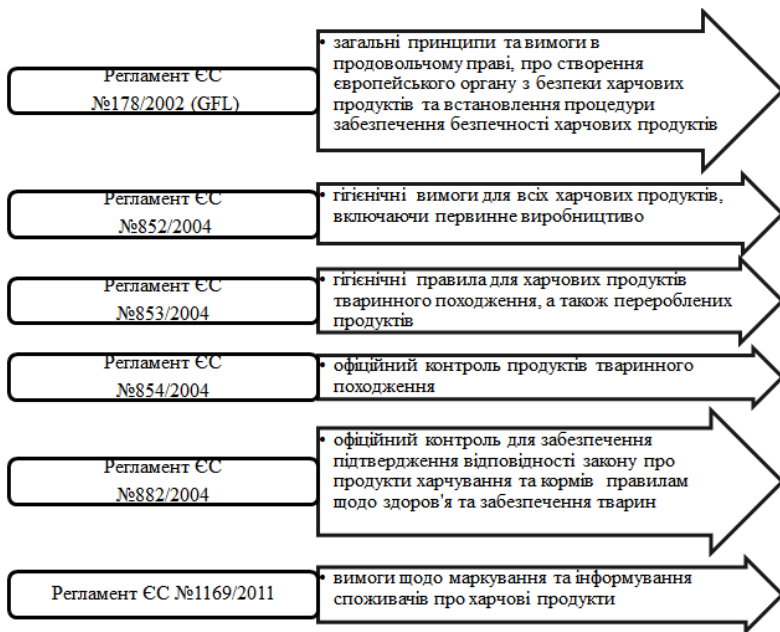 Регламент ЄС
№178/2002 (GFL)
• загальні принципи та вимоги в
продовольчому праві, про створення
європейського органу з безпеки харчових
продуктів та встановлення процедури
забезпечення безпечності харчових продуктів
Регламент ЄС
№852/2004
• гігієнічні вимоги для всіх харчових продуктів,
включаючи первинне виробництиво
Регламент ЄС
№853/2004
• гігієнічні правила для харчових продуктів
тваринного походження, а також перероблених
продуктів
Регламент ЄС
№854/2004
• офіційний контроль продуктів тваринного
походження
Регламент ЄС
№882/2004
• офіційний контроль для забезпечення
підтвердження відповідності закону про
продукти харчування та кормів правилам
щодо здоров'я та забезпечення тварин
Регламент ЄС №1169/2011
• вимоги щодо маркування та інформування
споживачів про харчові продукти